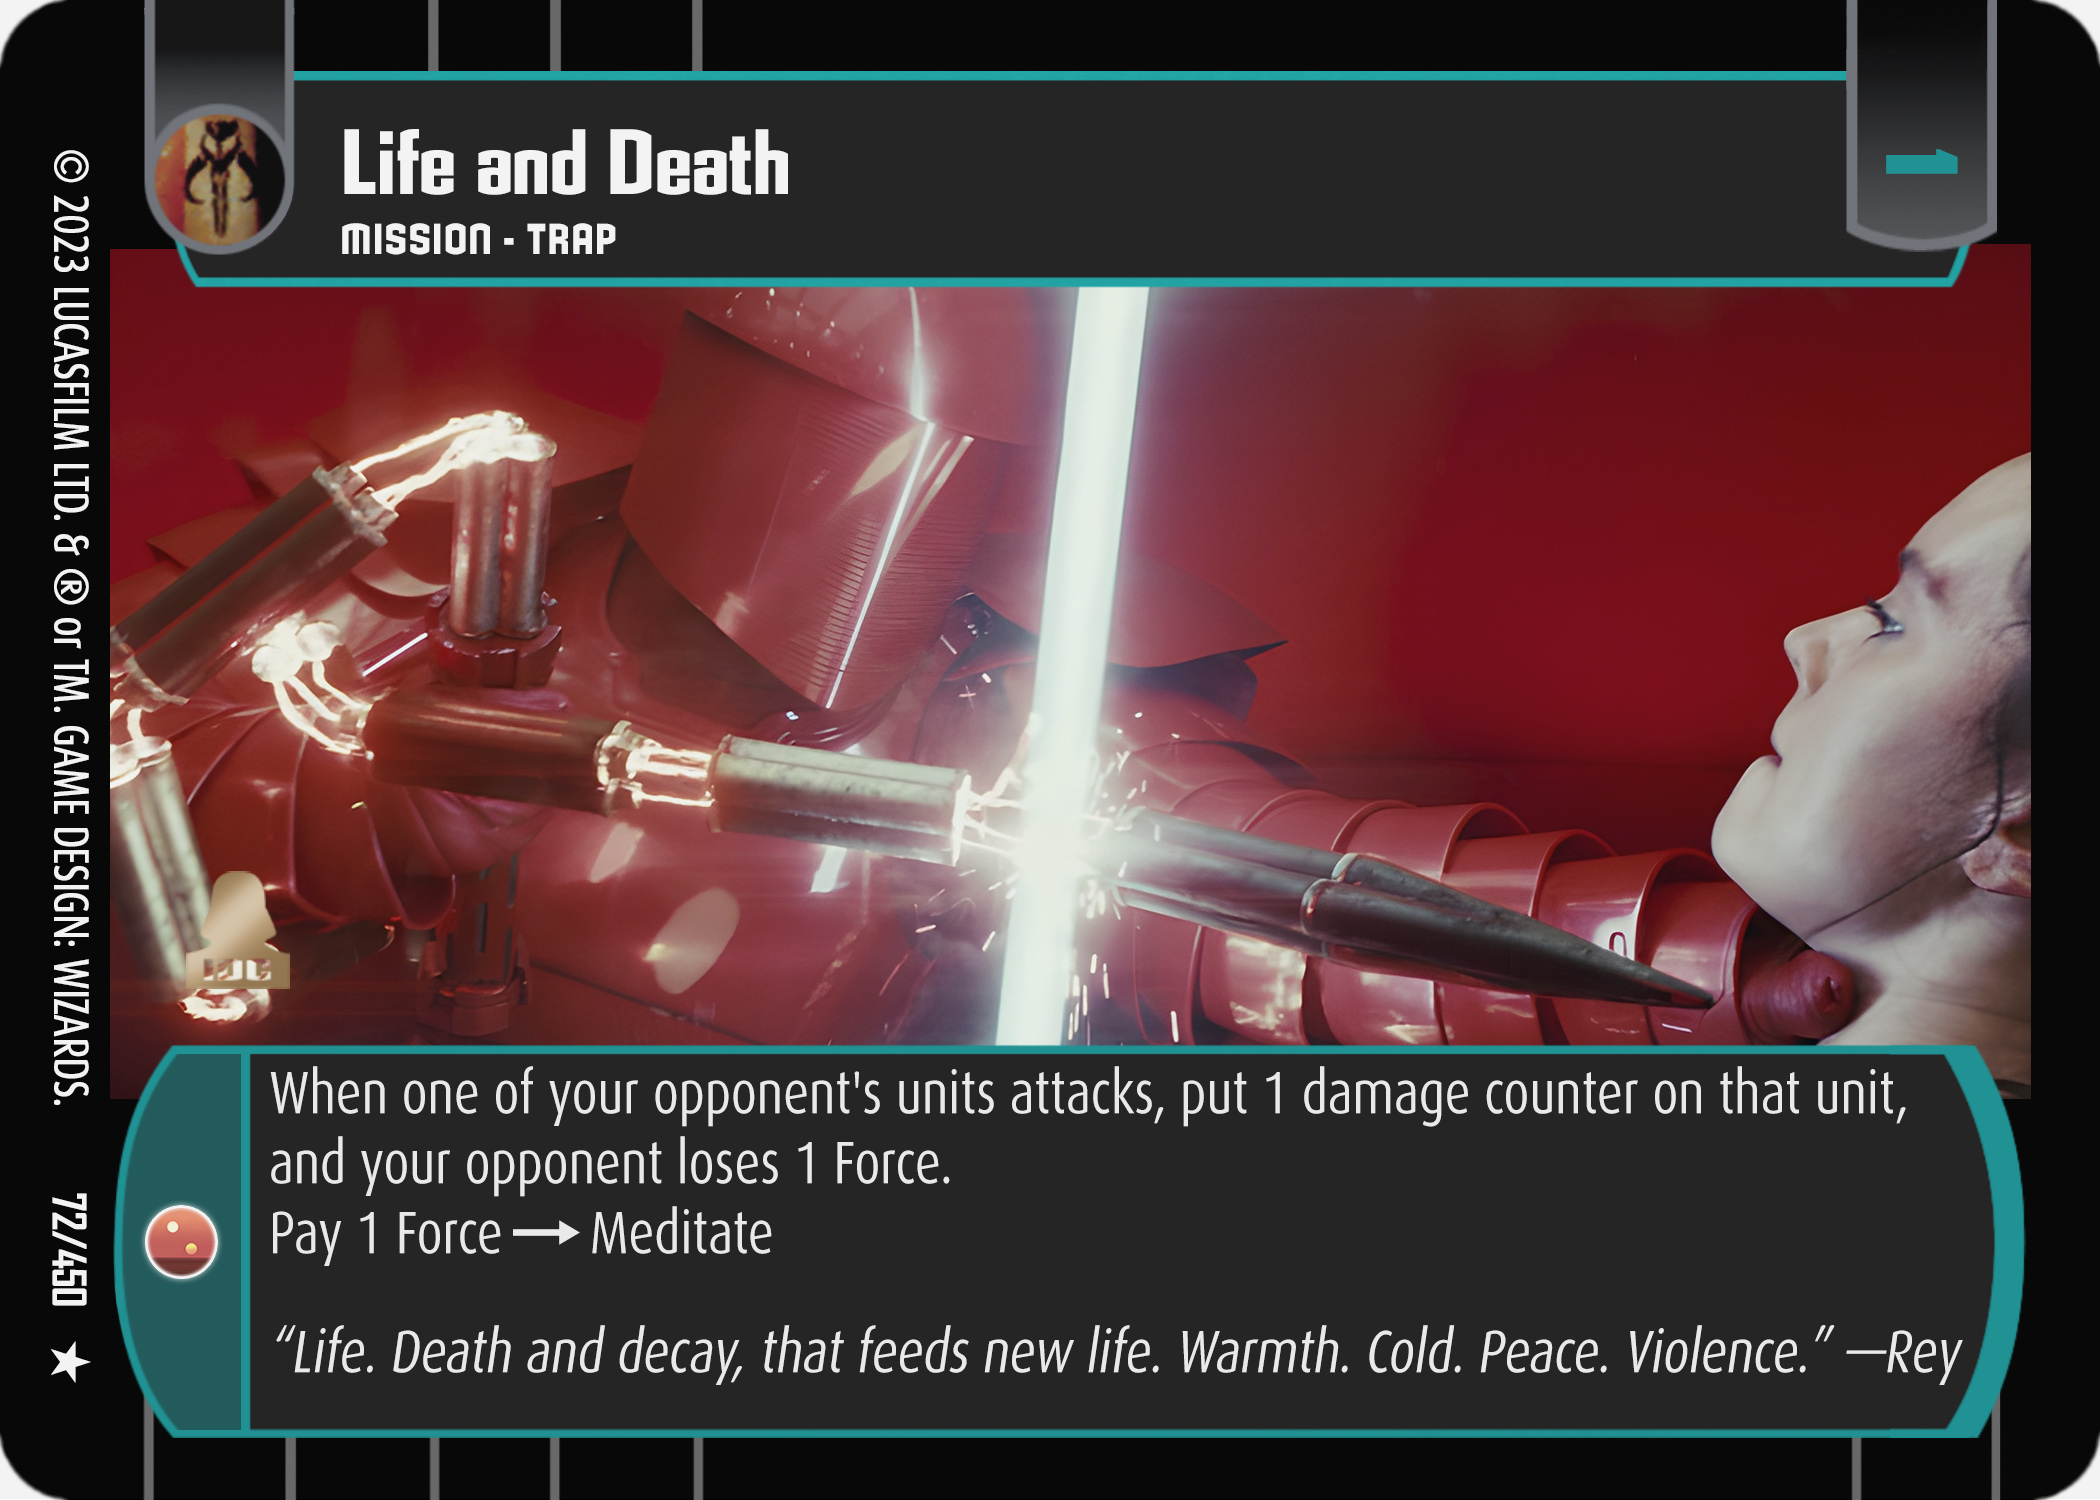 Life and Death
MISSION - TRAP
1
When one of your opponent's units attacks, put 1 damage counter on that unit,
and your opponent loses 1 Force.
Pay 1 Force → Meditate
“Life. Death and decay, that feeds new life. Warmth. Cold. Peace. Violence.” —Rey
© 2023 LUCASFILM LTD. & ® or TM. GAME DESIGN: WIZARDS.
72/450 ★
IDC